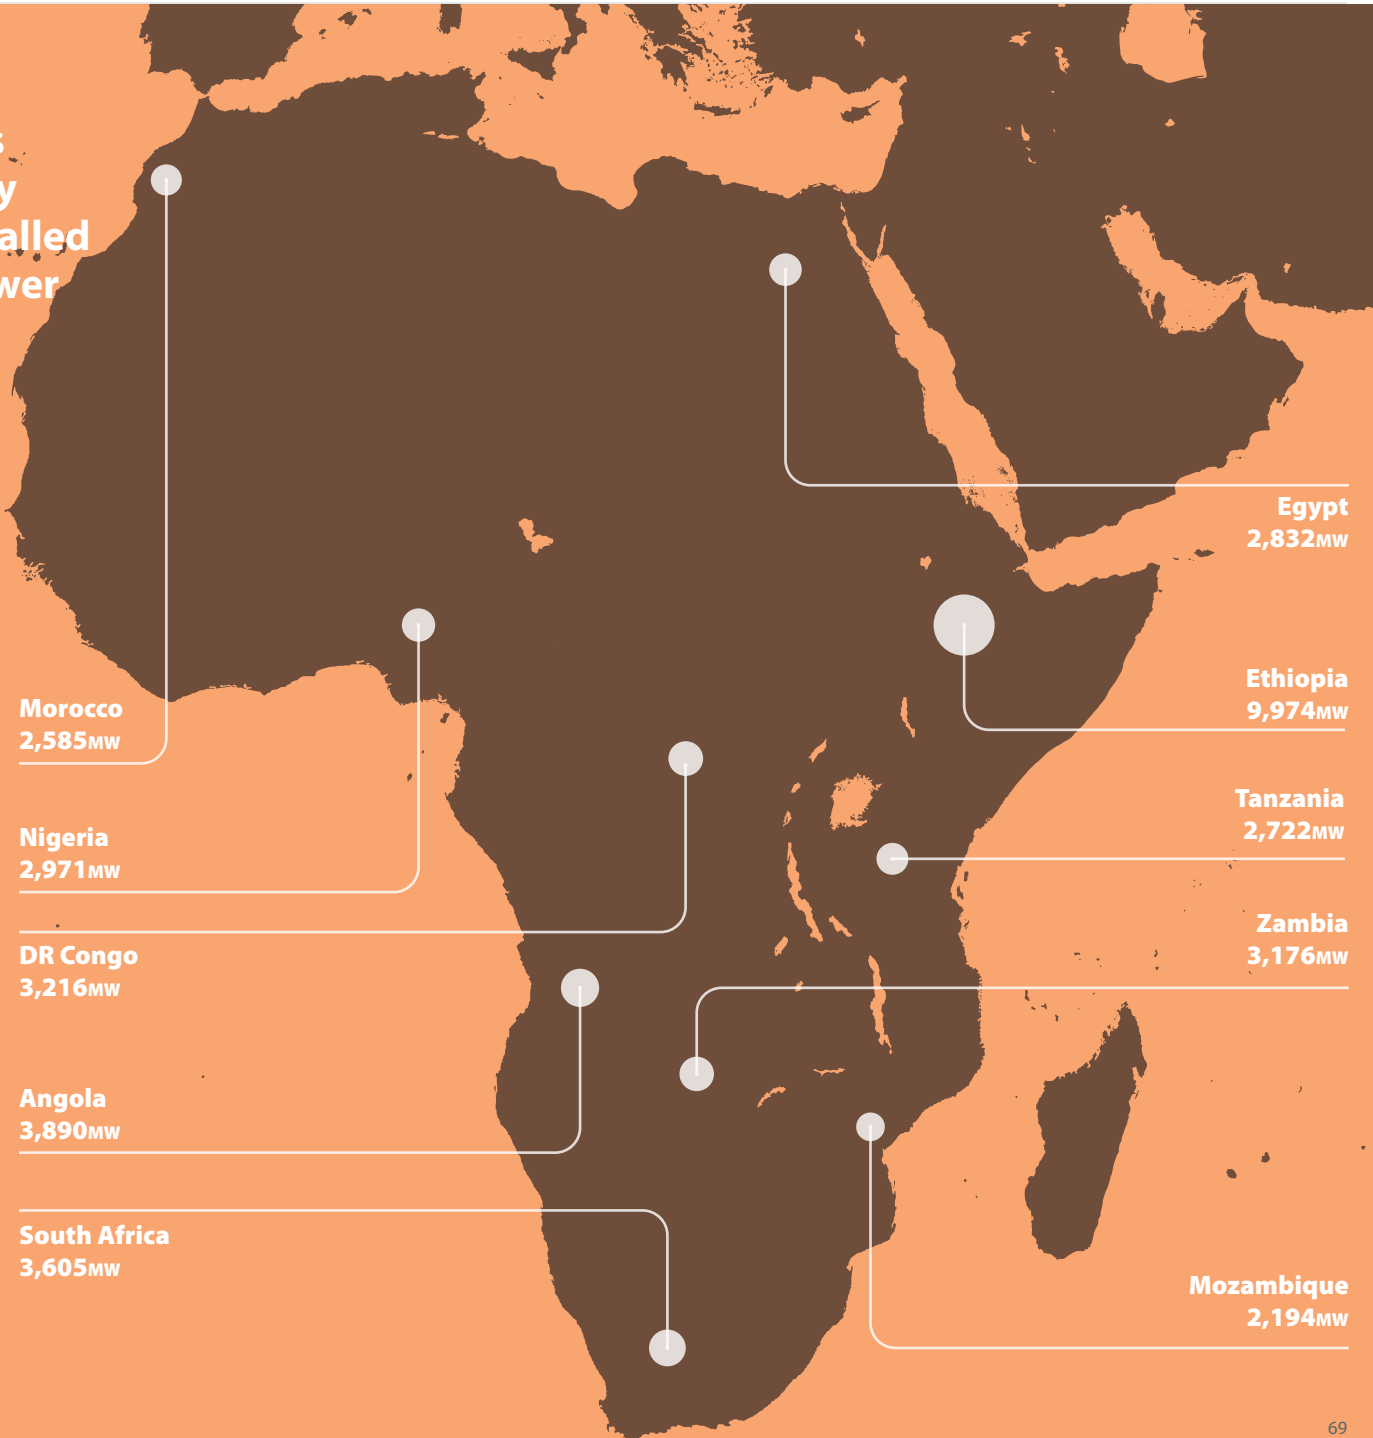 alled
wer
Egypt
2,832MW
Ethiopia
9,974MW
Morocco
2,585MW
Tanzania
2,722MW
Nigeria
2,971MW
Zambia
3,176MW
DR Congo
3,216MW
Angola
3,890MW
South Africa
3,605MW
Mozambique
2,194MW
69